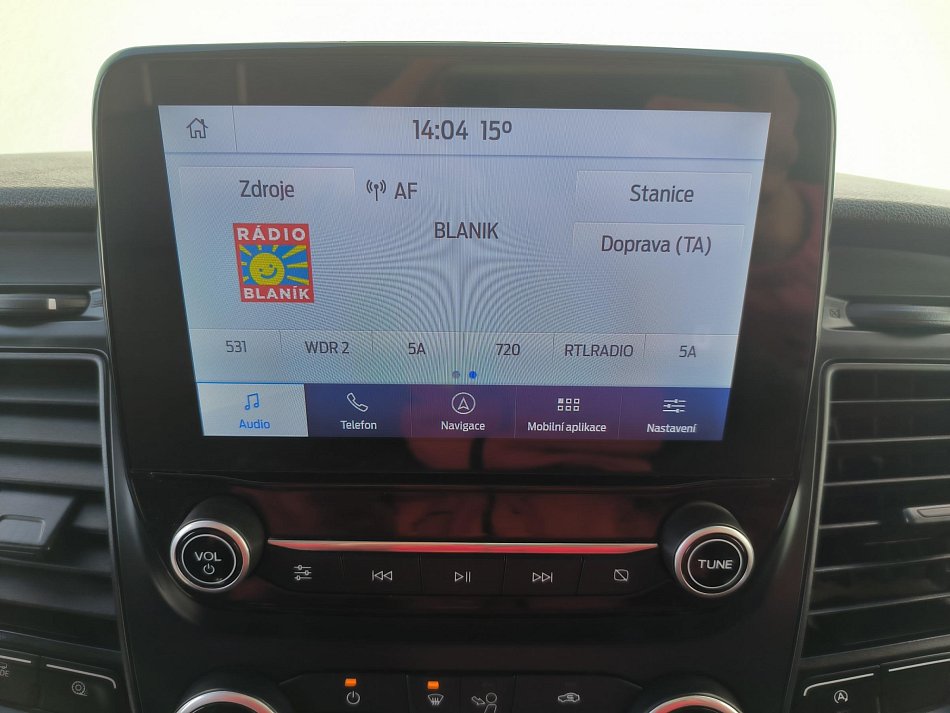 14:04 15º
Zdroje
AF
Stanice
BLANIK
Doprava (TA)
RÁDIO
BLANÍK
531 WDR 2 5A 720 RTLRADIO 5A
Audio Telefon Navigace Mobilní aplikace Nastavení
VOL
TUNE
A